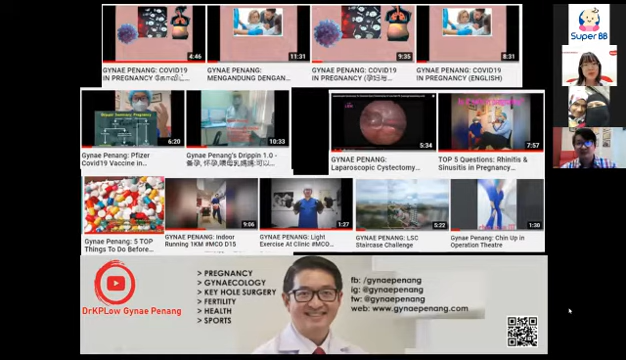 GYNAE PENANG: COVID19
IN PREGNANCY
4:46
GYNAE PENANG:
MENGANDUNG DENGAN...
11:31
GYNAE PENANG: COVID19
IN PREGNANCY
9:35
GYNAE PENANG: COVID19
IN PREGNANCY (ENGLISH)
8:31
Super BB
Gynae Penang: Pfizer
Covid19 Vaccine in...
6:20
Gynae Penang's Drippin 1.0 -
10:33
GYNAE PENANG:
Laparoscopic Cystectomy...
5:34
TOP 5 Questions: Rhinitis &
Sinusitis in Pregnancy...
7:57
Gynae Penang: 5 TOP
Things To Do Before...
GYNAE PENANG: Indoor
Running 1KM #MCO D15
9:06
GYNAE PENANG: Light
Exercise At Clinic #MCO...
1:27
GYNAE PENANG: LSC
Staircase Challenge
5:22
Gynae Penang: Chin Up in
Operation Theatre
1:30
DrKPLow Gynae Penang
> PREGNANCY
> GYNAECOLOGY
> KEY HOLE SURGERY
> FERTILITY
> HEALTH
> SPORTS
fb: /gynaepenang
ig: @gynaepenang
tw: @gynaepenang
web: www.gynaepenang.com